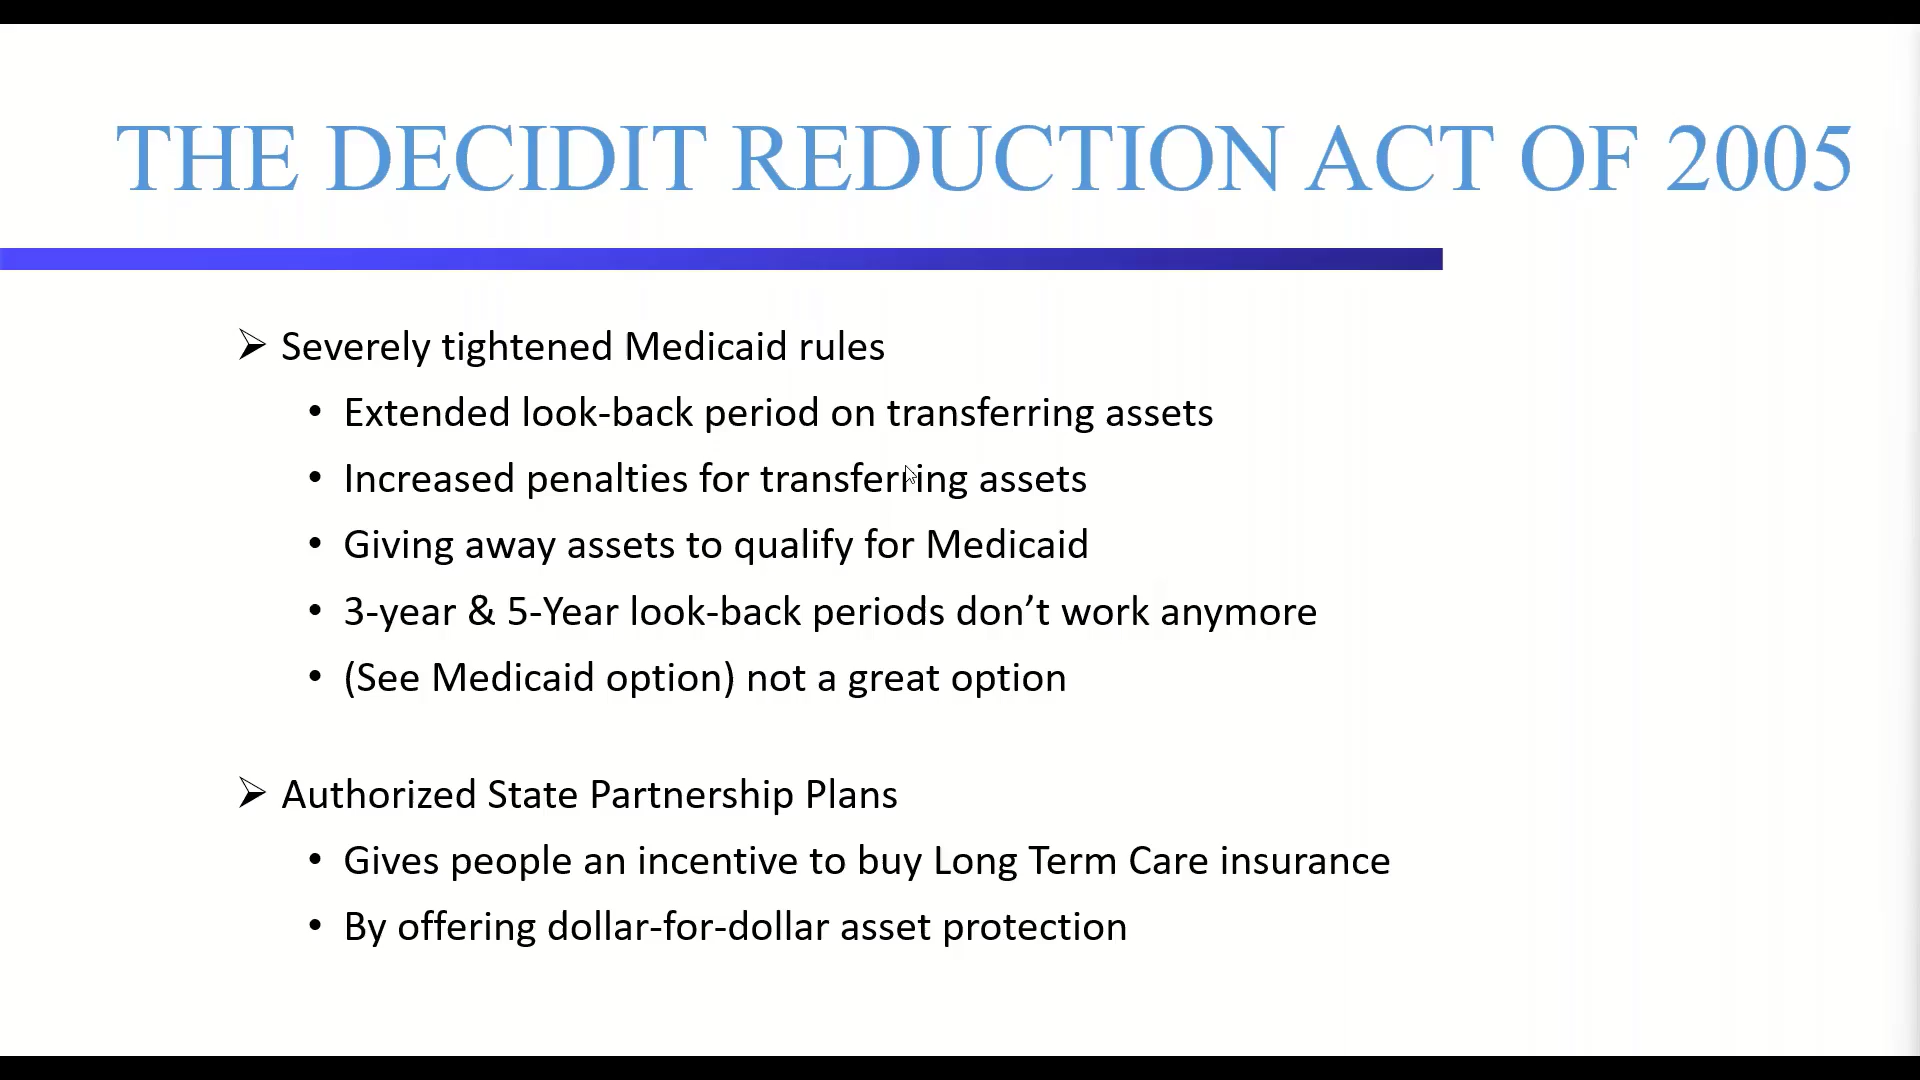 THE DECIDIT REDUCTION ACT OF 2005
Severely tightened Medicaid rules
• Extended look-back period on transferring assets
• Increased penalties for transferring assets
• Giving away assets to qualify for Medicaid
• 3-year & 5-Year look-back periods don’t work anymore
• (See Medicaid option) not a great option
Authorized State Partnership Plans
• Gives people an incentive to buy Long Term Care insurance
• By offering dollar-for-dollar asset protection